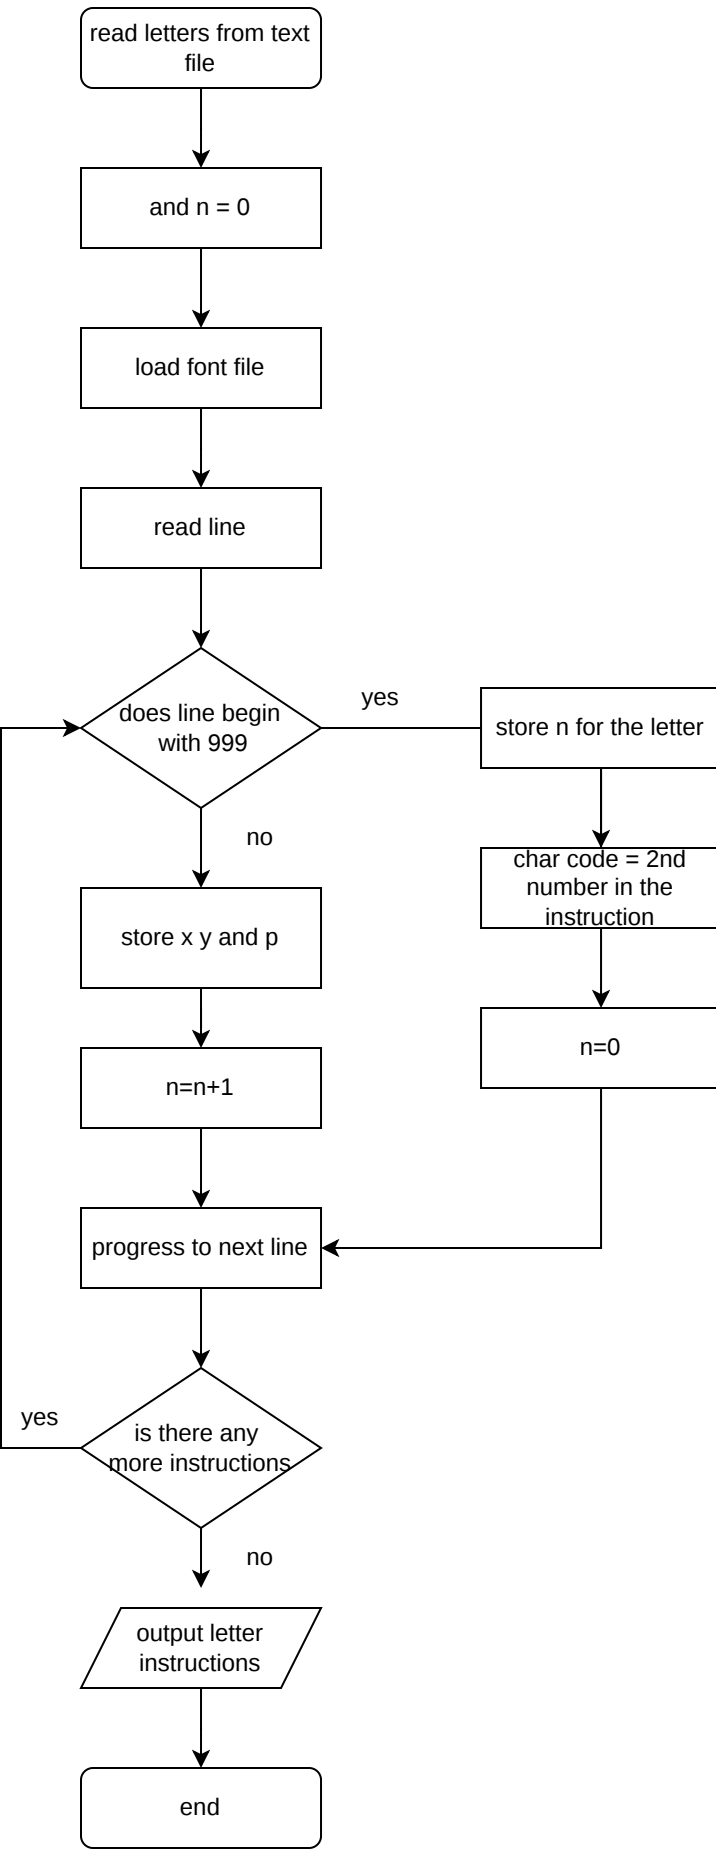 read letters from text
file
and n = 0
load font file
read line
does line begin
with 999
yes
store n for the letter
no
char code = 2nd
number in the
instruction
store x y and p
n=0
n=n+1
progress to next line
is there any
more instructions
yes
no
output letter
instructions
end